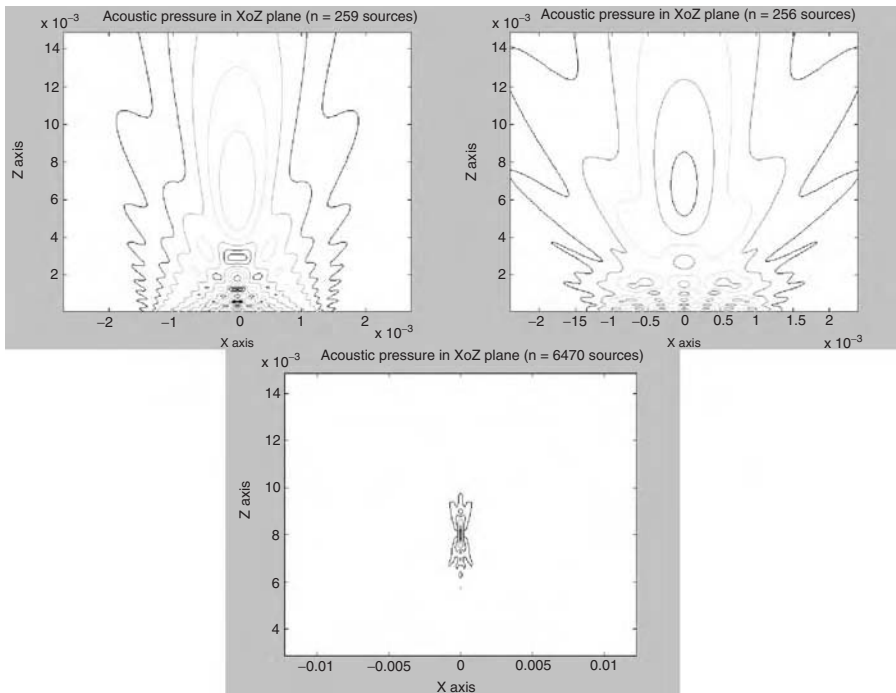 Acoustic pressure in XoZ plane (n = 259 sources)
x 10⁻³
14
12
10
8
6
4
2
Z axis
−2
−1
0
1
2
X axis
x 10⁻³
Acoustic pressure in XoZ plane (n = 256 sources)
x 10⁻³
14
12
10
8
6
4
2
Z axis
−2
−15
−1
−0.5
0
0.5
1
1.5
2
X axis
x 10⁻³
Acoustic pressure in XoZ plane (n = 6470 sources)
x 10⁻³
14
12
10
8
6
4
Z axis
−0.01
−0.005
0
0.005
0.01
X axis